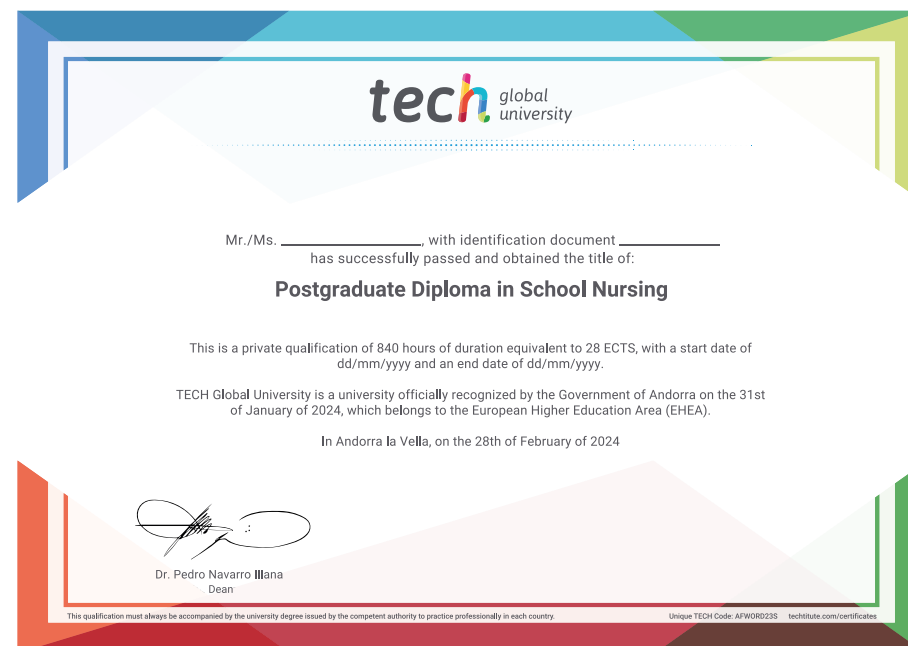 tech global university
Mr./Ms. ____________, with identification document ____________
has successfully passed and obtained the title of:
Postgraduate Diploma in School Nursing
This is a private qualification of 840 hours of duration equivalent to 28 ECTS, with a start date of
dd/mm/yyyy and an end date of dd/mm/yyyy.
TECH Global University is a university officially recognized by the Government of Andorra on the 31st
of January of 2024, which belongs to the European Higher Education Area (EHEA).
In Andorra la Vella, on the 28th of February of 2024
Dr. Pedro Navarro Illana
Dean
This qualification must always be accompanied by the university degree issued by the competent authority to practice professionally in each country.
Unique TECH Code: AFWORD23S techtitute.com/certificates